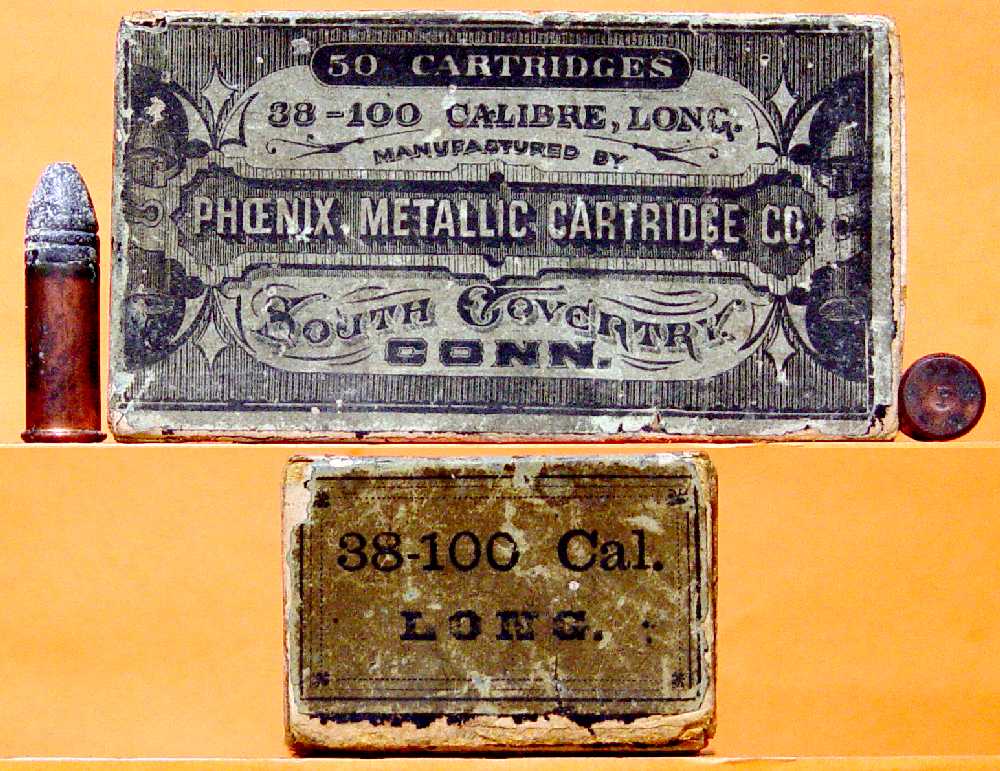 50 CARTRIDGES
38-100 CALIBRE, LONG.
MANUFACTURED BY
PHŒNIX METALLIC CARTRIDGE CO.
SOUTH COVENTRY.
CONN.
38-100 Cal.
LONG.